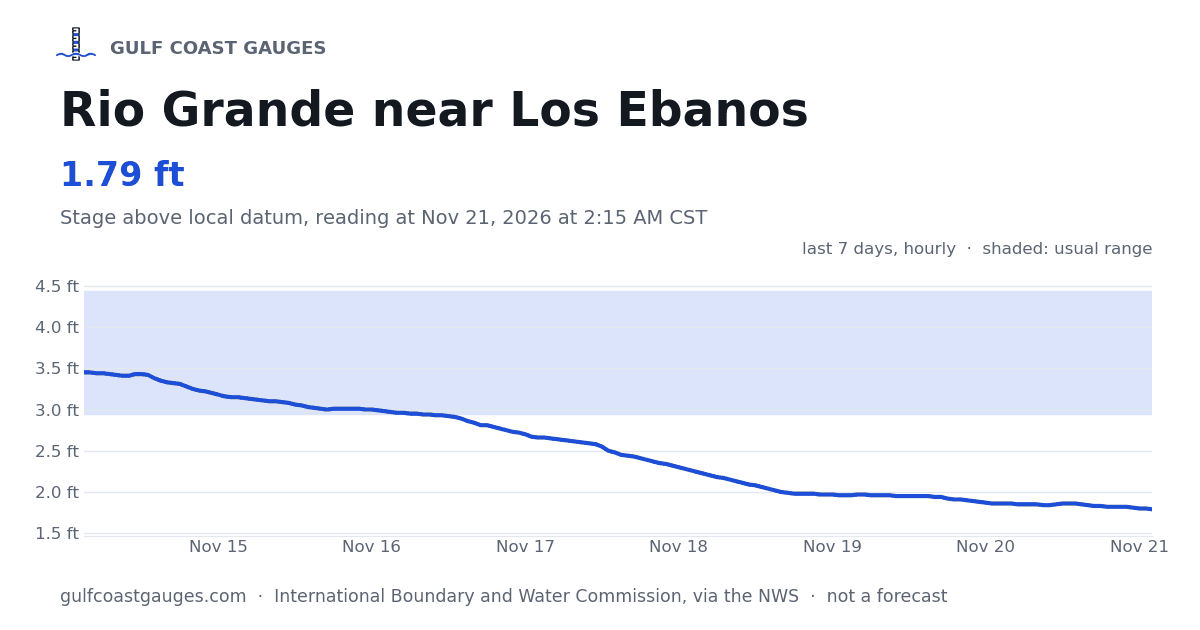 GULF COAST GAUGES
Rio Grande near Los Ebanos
1.79 ft
Stage above local datum, reading at Nov 21, 2026 at 2:15 AM CST
last 7 days, hourly · shaded: usual range
4.5 ft
4.0 ft
3.5 ft
3.0 ft
2.5 ft
2.0 ft
1.5 ft
Nov 15 Nov 16 Nov 17 Nov 18 Nov 19 Nov 20 Nov 21
gulfcoastgauges.com · International Boundary and Water Commission, via the NWS · not a forecast